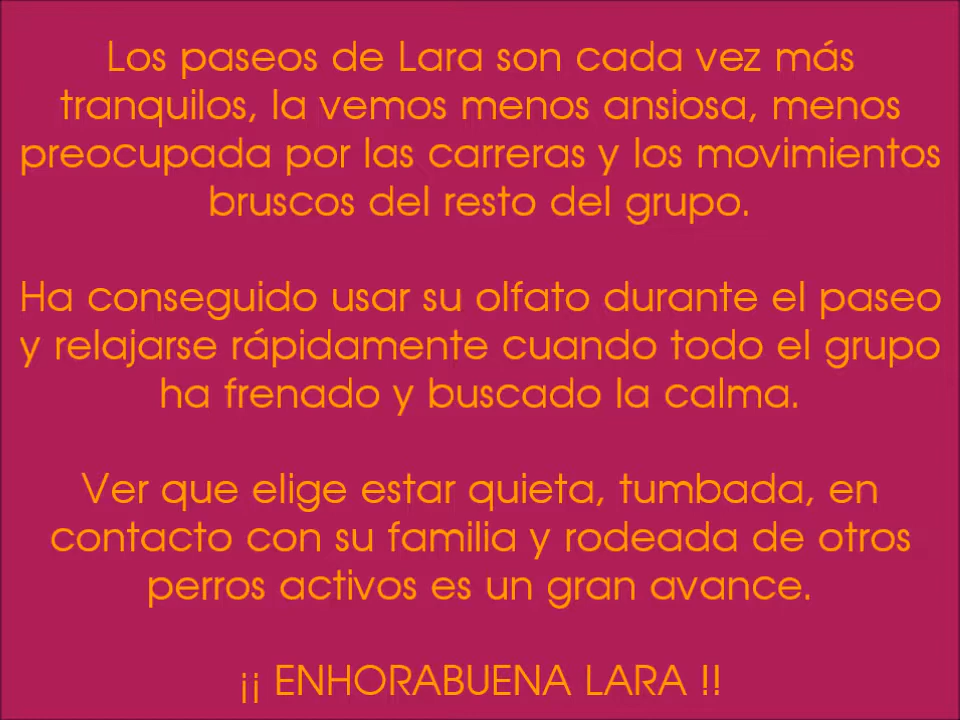 Los paseos de Lara son cada vez más
tranquilos, la vemos menos ansiosa, menos
preocupada por las carreras y los movimientos
bruscos del resto del grupo.
Ha conseguido usar su olfato durante el paseo
y relajarse rápidamente cuando todo el grupo
ha frenado y buscado la calma.
Ver que elige estar quieta, tumbada, en
contacto con su familia y rodeada de otros
perros activos es un gran avance.
¡¡ ENHORABUENA LARA !!